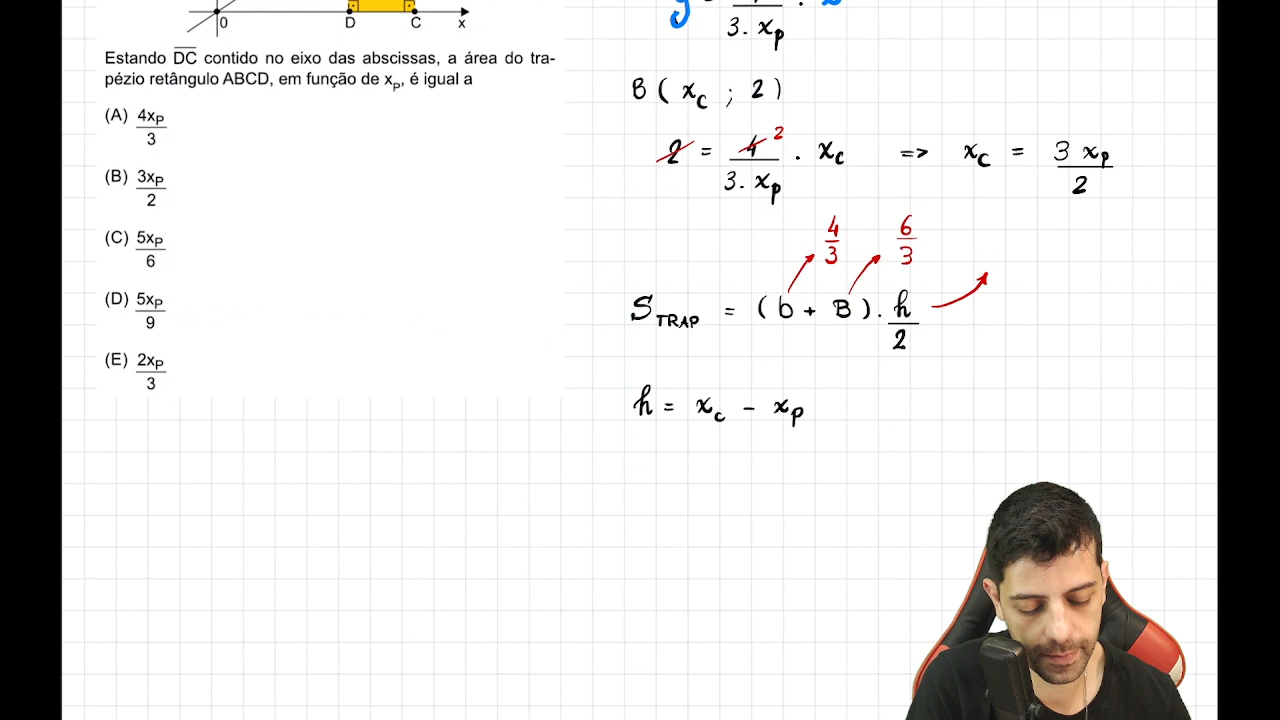 0 D C x
Estando DC contido no eixo das abscissas, a área do tra-
pézio retângulo ABCD, em função de xP, é igual a
(A) 4xP
3
(B) 3xP
2
(C) 5xP
6
(D) 5xP
9
(E) 2xP
3
3. xp
B ( xc ; 2 )
2 = 4 2 . xc => xc = 3 xp
3. xp 2
4 6
3 3
STRAP = ( b + B ) . h
2
h = xc - xp